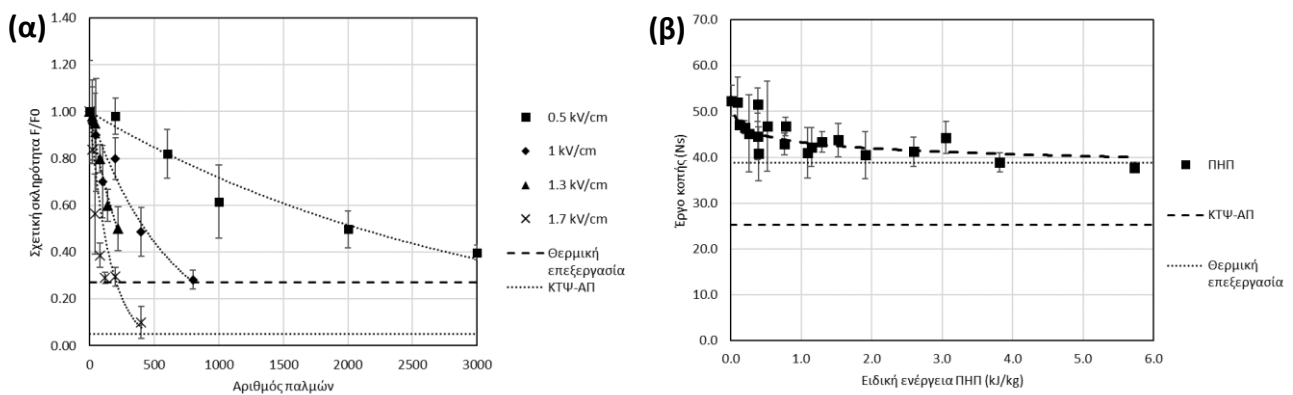 (α)
Σχετική σκληρότητα F/F0
1.40
1.20
1.00
0.80
0.60
0.40
0.20
0.00
0 500 1000 1500 2000 2500 3000
Αριθμός παλμών
0.5 kV/cm
1 kV/cm
1.3 kV/cm
1.7 kV/cm
Θερμική
επεξεργασία
ΚΤΨ-ΑΠ
(β)
Έργο κοπής (Ns)
70.0
60.0
50.0
40.0
30.0
20.0
10.0
0.0
0.0 1.0 2.0 3.0 4.0 5.0 6.0
Ειδική ενέργεια ΠΗΠ (kJ/kg)
ΠΗΠ
ΚΤΨ-ΑΠ
Θερμική
επεξεργασία